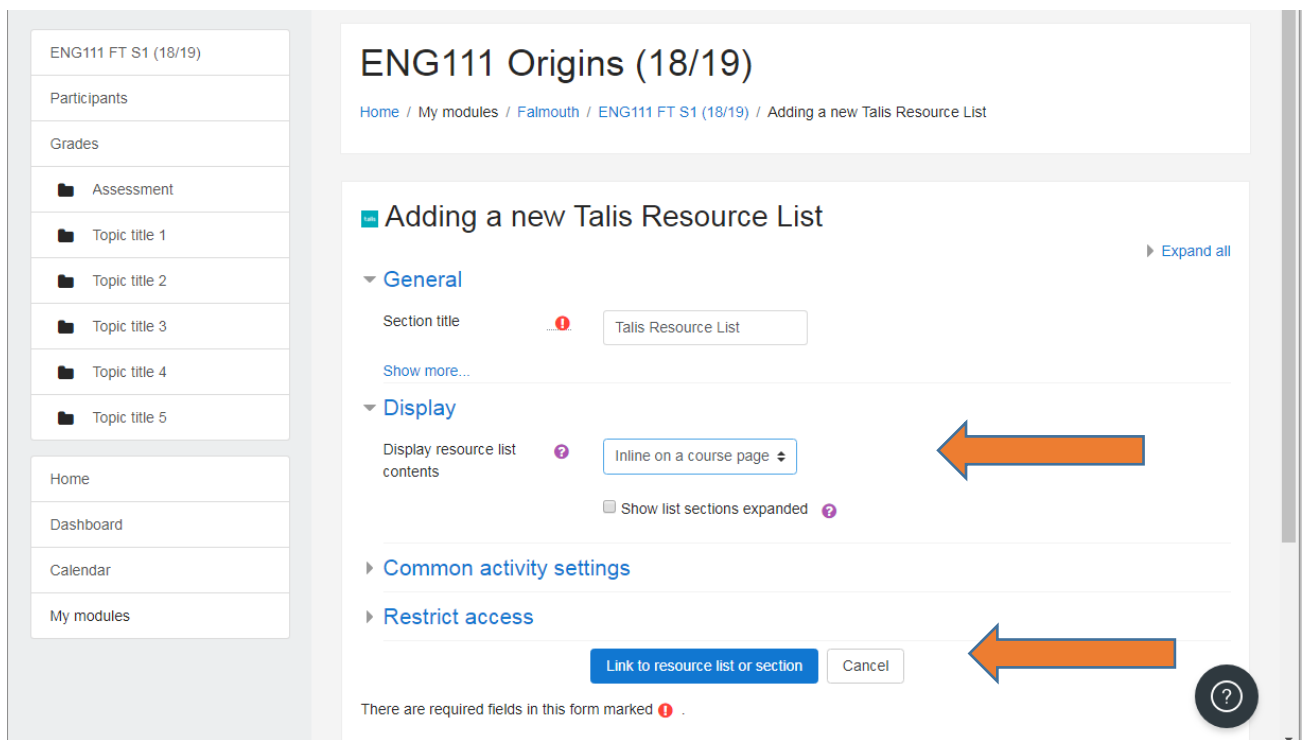 ENG111 FT S1 (18/19)
Participants
Grades
Assessment
Topic title 1
Topic title 2
Topic title 3
Topic title 4
Topic title 5
Home
Dashboard
Calendar
My modules
ENG111 Origins (18/19)
Home / My modules / Falmouth / ENG111 FT S1 (18/19) / Adding a new Talis Resource List
talis Adding a new Talis Resource List
Expand all
General
Section title ! Talis Resource List
Show more...
Display
Display resource list contents ? Inline on a course page
Show list sections expanded ?
Common activity settings
Restrict access
Link to resource list or section Cancel
There are required fields in this form marked ! .
?